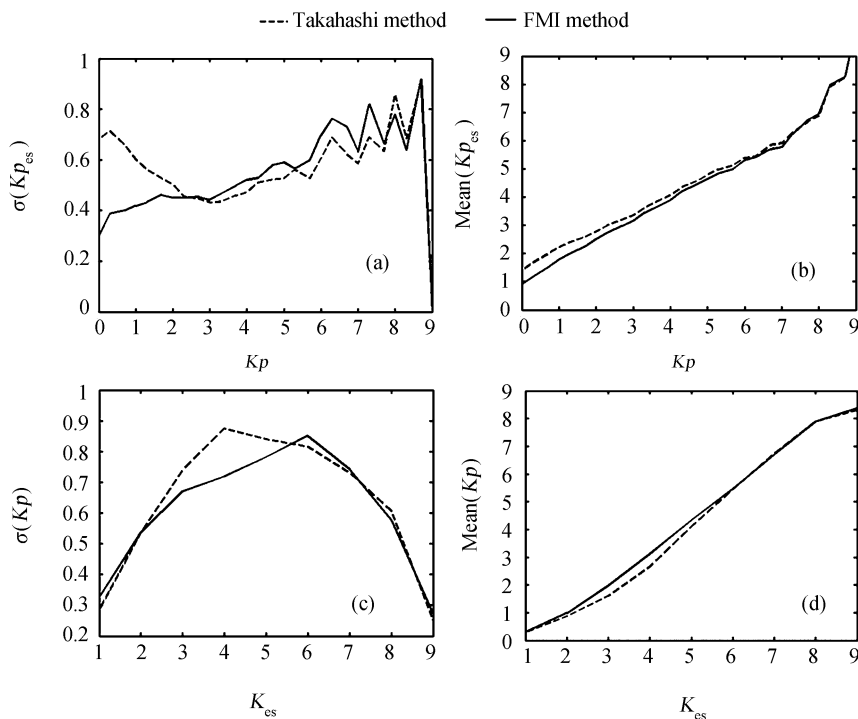 Takahashi method FMI method
1
0.8
0.6
0.4
0.2
0
σ(Kp_es)
(a)
0 1 2 3 4 5 6 7 8 9
Kp
9
8
7
6
5
4
3
2
1
0
Mean(Kp_es)
(b)
0 1 2 3 4 5 6 7 8 9
Kp
1
0.9
0.8
0.7
0.6
0.5
0.4
0.3
0.2
σ(Kp)
(c)
1 2 3 4 5 6 7 8 9
K_es
9
8
7
6
5
4
3
2
1
0
Mean(Kp)
(d)
1 2 3 4 5 6 7 8 9
K_es